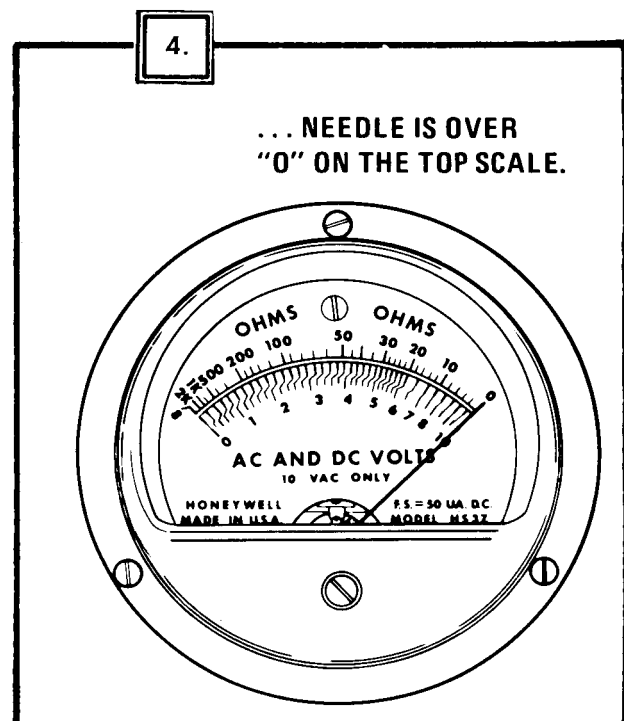 4.
... NEEDLE IS OVER
"0" ON THE TOP SCALE.
OHMS OHMS
500 200 100 50 30 20 10 0
0 1 2 3 4 5 6 7 8 10
AC AND DC VOLTS
10 VAC ONLY
HONEYWELL F.S. = 50 UA. D.C.
MADE IN U.S.A. MODEL HS3Z